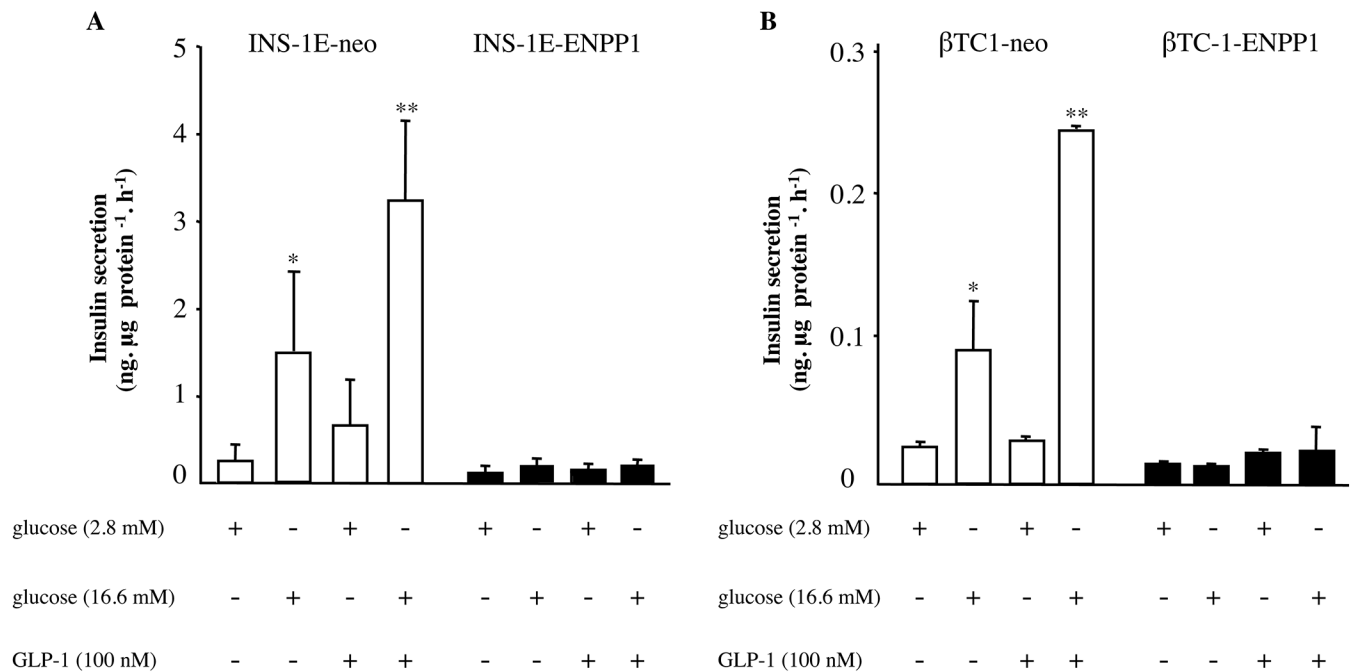 A
INS-1E-neo INS-1E-ENPP1
5
4
3
2
1
0
Insulin secretion
(ng. µg protein ⁻¹. h⁻¹)
* **
glucose (2.8 mM) + - + - + - + -
glucose (16.6 mM) - + - + - + - +
GLP-1 (100 nM) - - + + - - + +
B
βTC1-neo βTC-1-ENPP1
0.3
0.2
0.1
0
Insulin secretion
(ng. µg protein ⁻¹. h⁻¹)
* **
glucose (2.8 mM) + - + - + - + -
glucose (16.6 mM) - + - + - + - +
GLP-1 (100 nM) - - + + - - + +